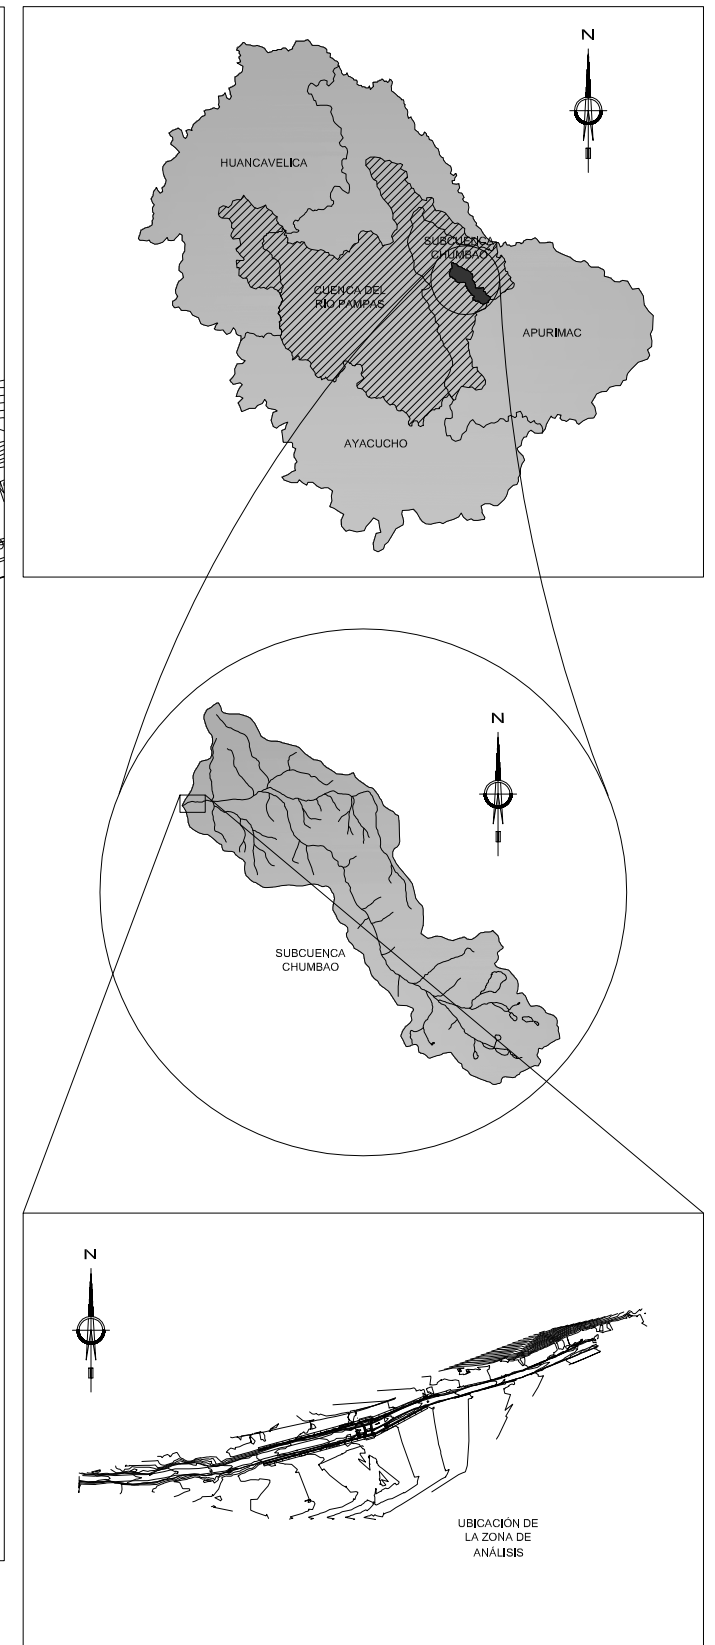 N
HUANCAVELICA
SUBCUENCA
CHUMBAO
CUENCA DEL
RÍO PAMPAS
APURIMAC
AYACUCHO
N
SUBCUENCA
CHUMBAO
N
UBICACIÓN DE
LA ZONA DE
ANÁLISIS